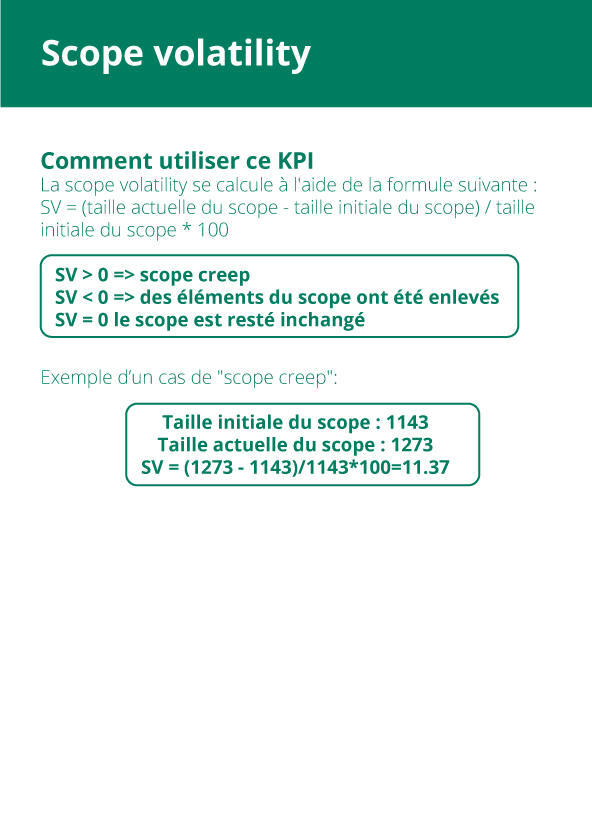 Scope volatility
Comment utiliser ce KPI
La scope volatility se calcule à l'aide de la formule suivante :
SV = (taille actuelle du scope - taille initiale du scope) / taille
initiale du scope * 100
SV > 0 => scope creep
SV < 0 => des éléments du scope ont été enlevés
SV = 0 le scope est resté inchangé
Exemple d’un cas de "scope creep":
Taille initiale du scope : 1143
Taille actuelle du scope : 1273
SV = (1273 - 1143)/1143*100=11.37